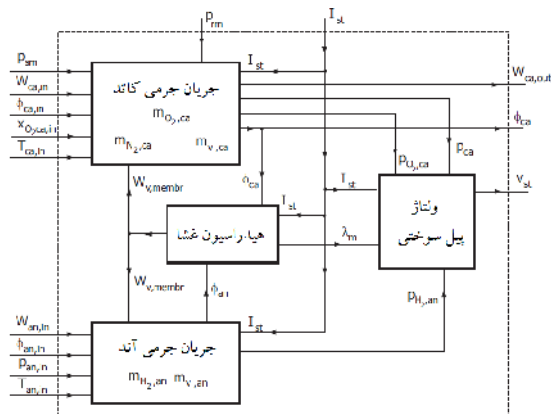 p_rm
I_st
p_sm
W_ca,in
ϕ_ca,in
x_O₂,ca,in
T_ca,in
جریان جرمی کاتد
m_O₂,ca
m_N₂,ca
m_v,ca
I_st
W_ca,out
ϕ_ca
p_O₂,ca
p_ca
W_v,membr
ϕ_ca
I_st
I_st
هیدراسیون غشا
λ_m
ولتاژ
پیل سوختی
v_st
W_v,membr
ϕ_an
p_H₂,an
I_st
W_an,in
ϕ_an,in
p_an,in
T_an,in
جریان جرمی آند
m_H₂,an
m_v,an